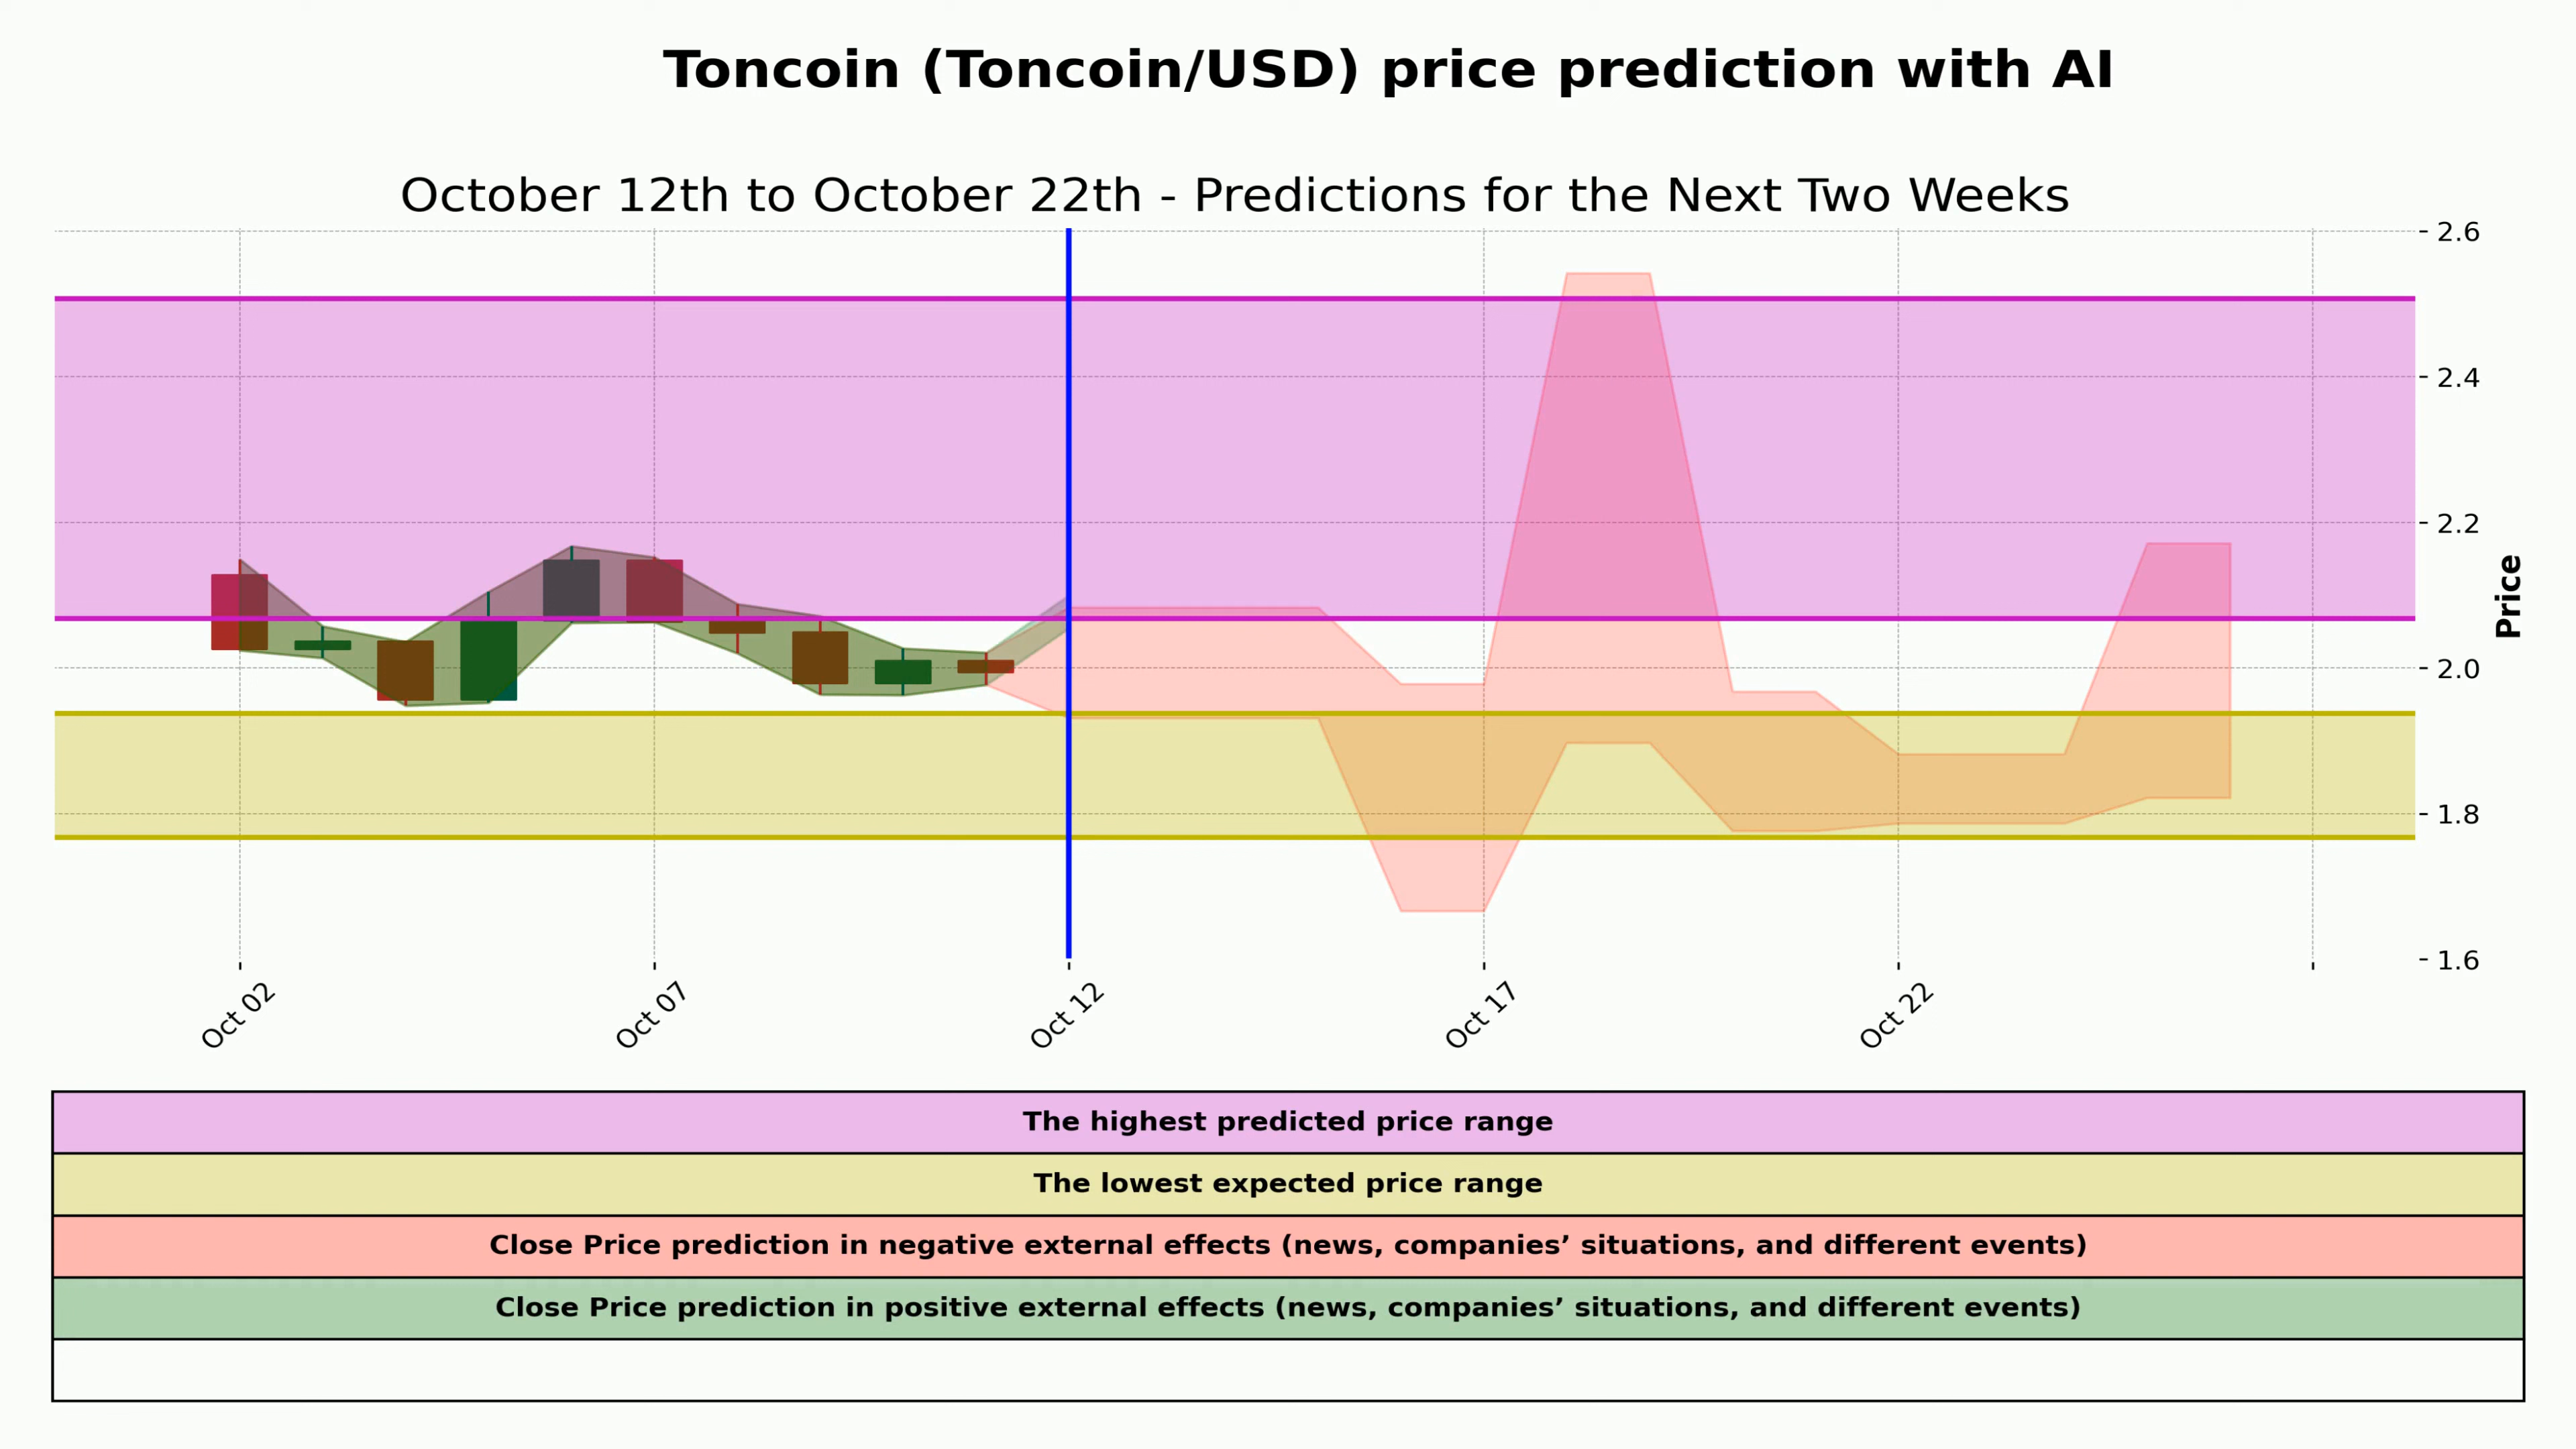 Toncoin (Toncoin/USD) price prediction with AI
October 12th to October 22th - Predictions for the Next Two Weeks
2.6
2.4
2.2
2.0
1.8
1.6
Price
Oct 02
Oct 07
Oct 12
Oct 17
Oct 22
The highest predicted price range
The lowest expected price range
Close Price prediction in negative external effects (news, companies’ situations, and different events)
Close Price prediction in positive external effects (news, companies’ situations, and different events)